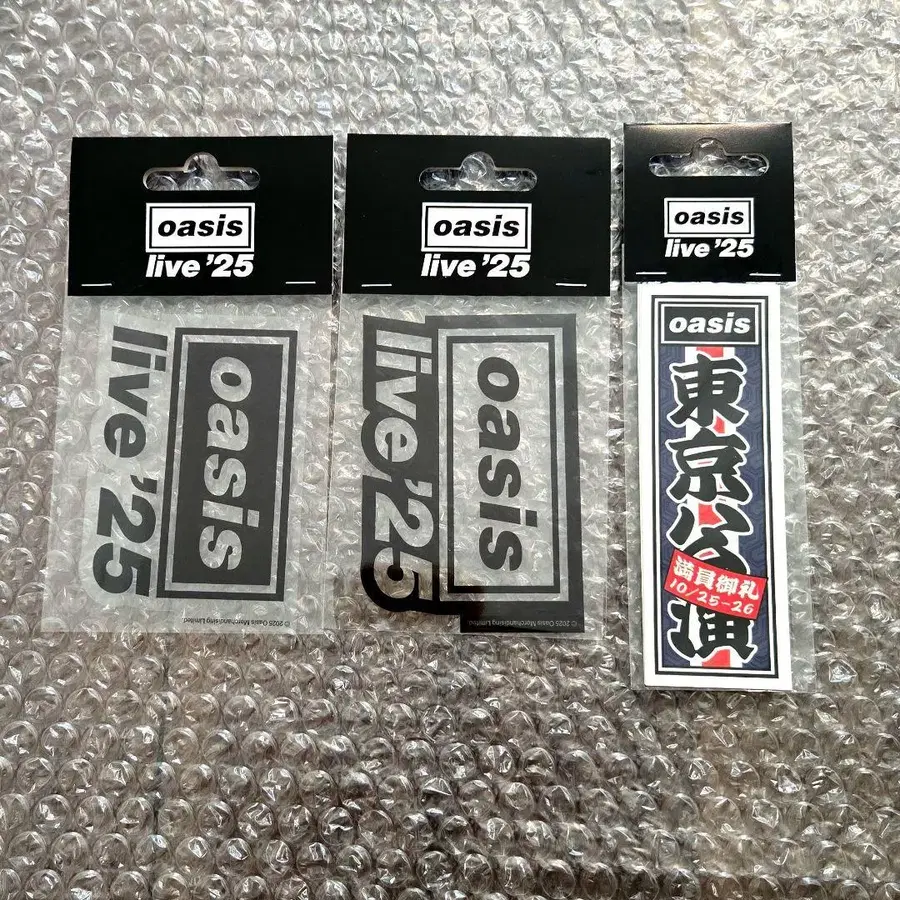 oasis
live '25
oasis
live '25
oasis
live '25
oasis
live '25
© 2025 Oasis Merchandising Limited.
oasis
live '25
© 2025 Oasis Merchandising Limited.
oasis
東京公演
満員御礼
10/25-26